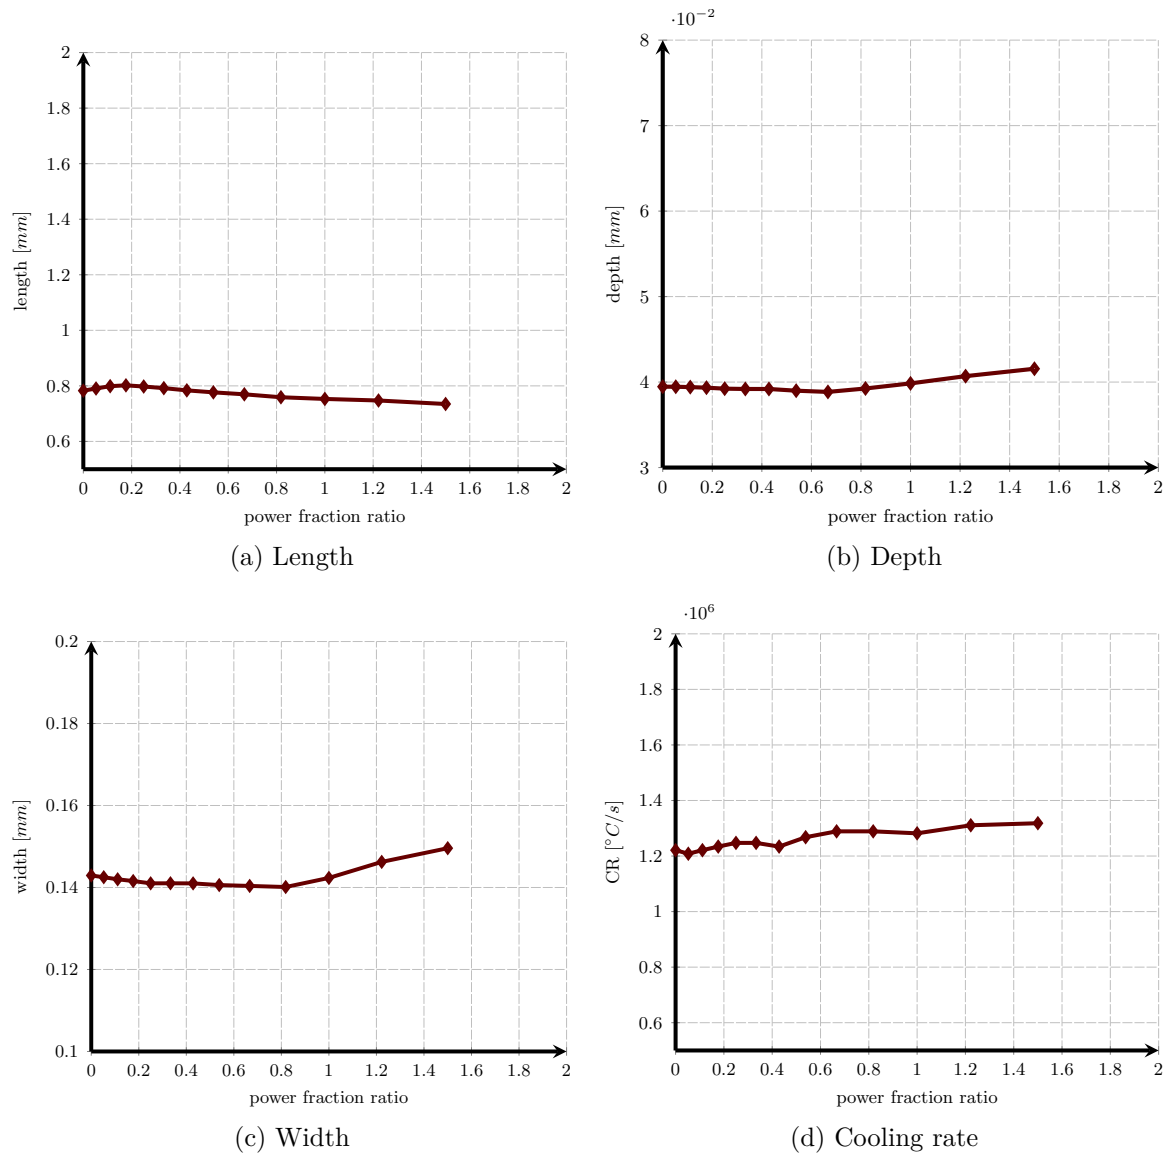 2
1.8
1.6
1.4
1.2
1
0.8
0.6
length [mm]
0 0.2 0.4 0.6 0.8 1 1.2 1.4 1.6 1.8 2
power fraction ratio
(a) Length
·10⁻²
8
7
6
5
4
3
depth [mm]
0 0.2 0.4 0.6 0.8 1 1.2 1.4 1.6 1.8 2
power fraction ratio
(b) Depth
0.2
0.18
0.16
0.14
0.12
0.1
width [mm]
0 0.2 0.4 0.6 0.8 1 1.2 1.4 1.6 1.8 2
power fraction ratio
(c) Width
·10⁶
2
1.8
1.6
1.4
1.2
1
0.8
0.6
CR [°C/s]
0 0.2 0.4 0.6 0.8 1 1.2 1.4 1.6 1.8 2
power fraction ratio
(d) Cooling rate